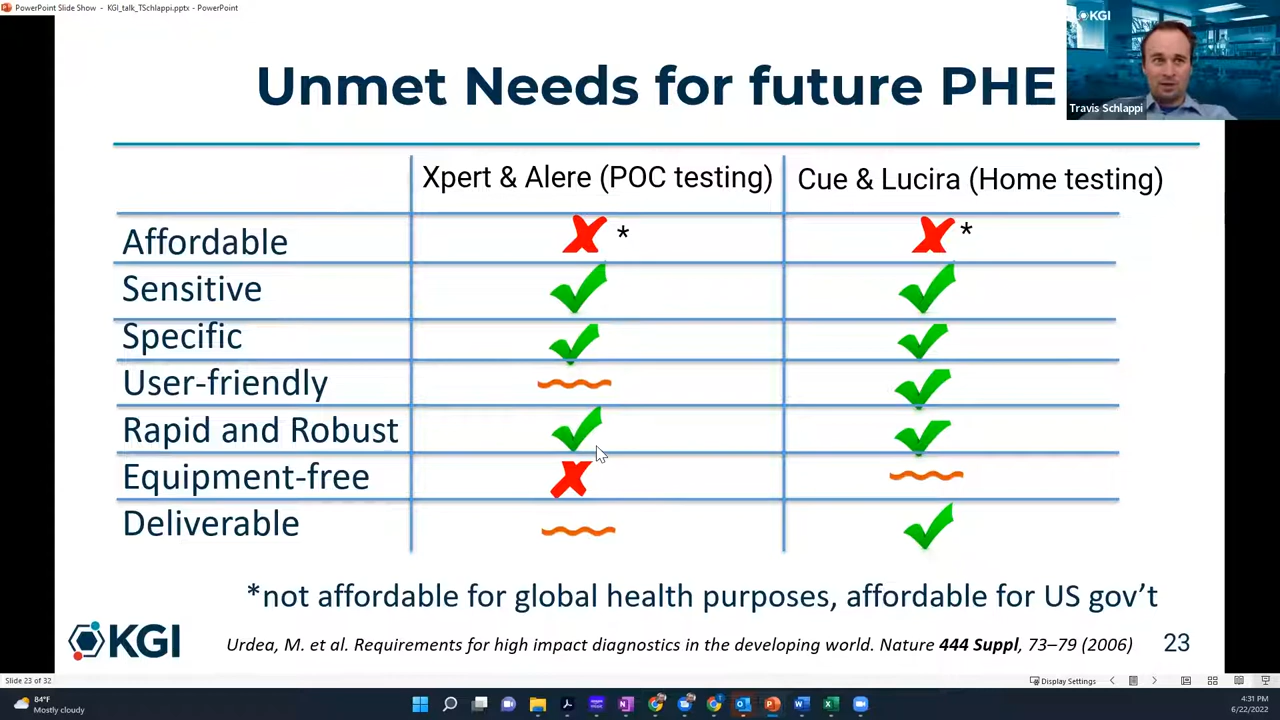 PowerPoint Slide Show - KGI_talk_TSchlappi.pptx - PowerPoint
KGI
Travis Schlappi
Unmet Needs for future PHE
Xpert & Alere (POC testing) Cue & Lucira (Home testing)
Affordable * *
Sensitive
Specific
User-friendly
Rapid and Robust
Equipment-free
Deliverable
*not affordable for global health purposes, affordable for US gov't
KGI
Urdea, M. et al. Requirements for high impact diagnostics in the developing world. Nature 444 Suppl, 73–79 (2006) 23
Slide 23 of 32 Display Settings
84°F
Mostly cloudy
4:31 PM
6/22/2022